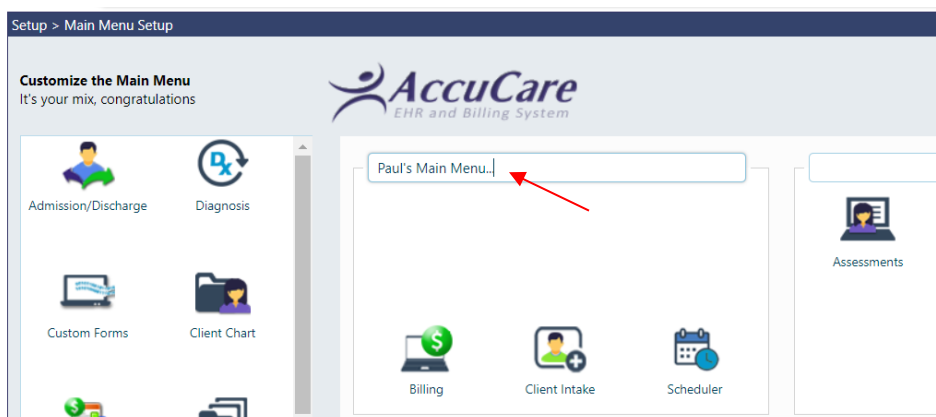 Setup > Main Menu Setup
Customize the Main Menu
It's your mix, congratulations
AccuCare
EHR and Billing System
Paul's Main Menu...
Dx
Admission/Discharge
Diagnosis
Assessments
Custom Forms
Client Chart
$
Billing
Client Intake
Scheduler
$